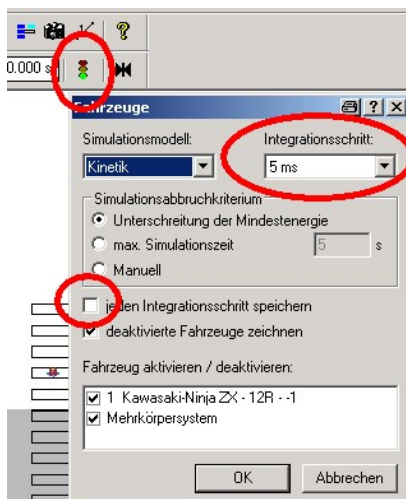 0.000 s
Fahrzeuge
Simulationsmodell:
Integrationsschritt:
Kinetik
5 ms
Simulationsabbruchkriterium
Unterschreitung der Mindestenergie
max. Simulationszeit
5 s
Manuell
jeden Integrationsschritt speichern
deaktivierte Fahrzeuge zeichnen
Fahrzeug aktivieren / deaktivieren:
1 Kawasaki-Ninja ZX - 12R - -1
Mehrkörpersystem
OK
Abbrechen